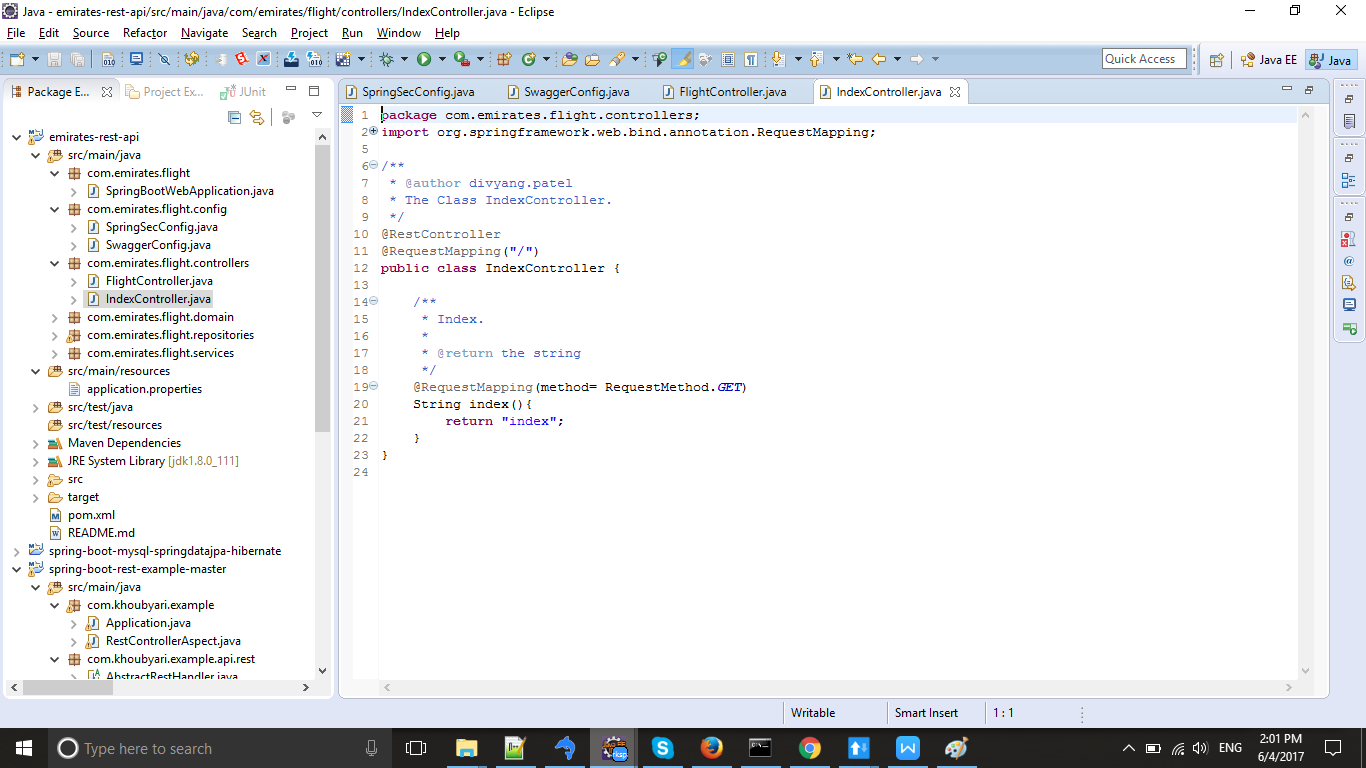 Java - emirates-rest-api/src/main/java/com/emirates/flight/controllers/IndexController.java - Eclipse
File Edit Source Refactor Navigate Search Project Run Window Help
Quick Access
Java EE
Java
Package E...
Project Ex...
JUnit
emirates-rest-api
src/main/java
com.emirates.flight
SpringBootWebApplication.java
com.emirates.flight.config
SpringSecConfig.java
SwaggerConfig.java
com.emirates.flight.controllers
FlightController.java
IndexController.java
com.emirates.flight.domain
com.emirates.flight.repositories
com.emirates.flight.services
src/main/resources
application.properties
src/test/java
src/test/resources
Maven Dependencies
JRE System Library [jdk1.8.0_111]
src
target
pom.xml
README.md
spring-boot-mysql-springdatajpa-hibernate
spring-boot-rest-example-master
src/main/java
com.khoubyari.example
Application.java
RestControllerAspect.java
com.khoubyari.example.api.rest
AbstractRestHandler.java
SpringSecConfig.java SwaggerConfig.java FlightController.java IndexController.java
1 package com.emirates.flight.controllers;
2 import org.springframework.web.bind.annotation.RequestMapping;
5
6 /**
7 * @author divyang.patel
8 * The Class IndexController.
9 */
10 @RestController
11 @RequestMapping("/")
12 public class IndexController {
13
14 /**
15 * Index.
16 *
17 * @return the string
18 */
19 @RequestMapping(method= RequestMethod.GET)
20 String index(){
21 return "index";
22 }
23 }
24
Writable
Smart Insert
1 : 1
Type here to search
ENG
2:01 PM
6/4/2017